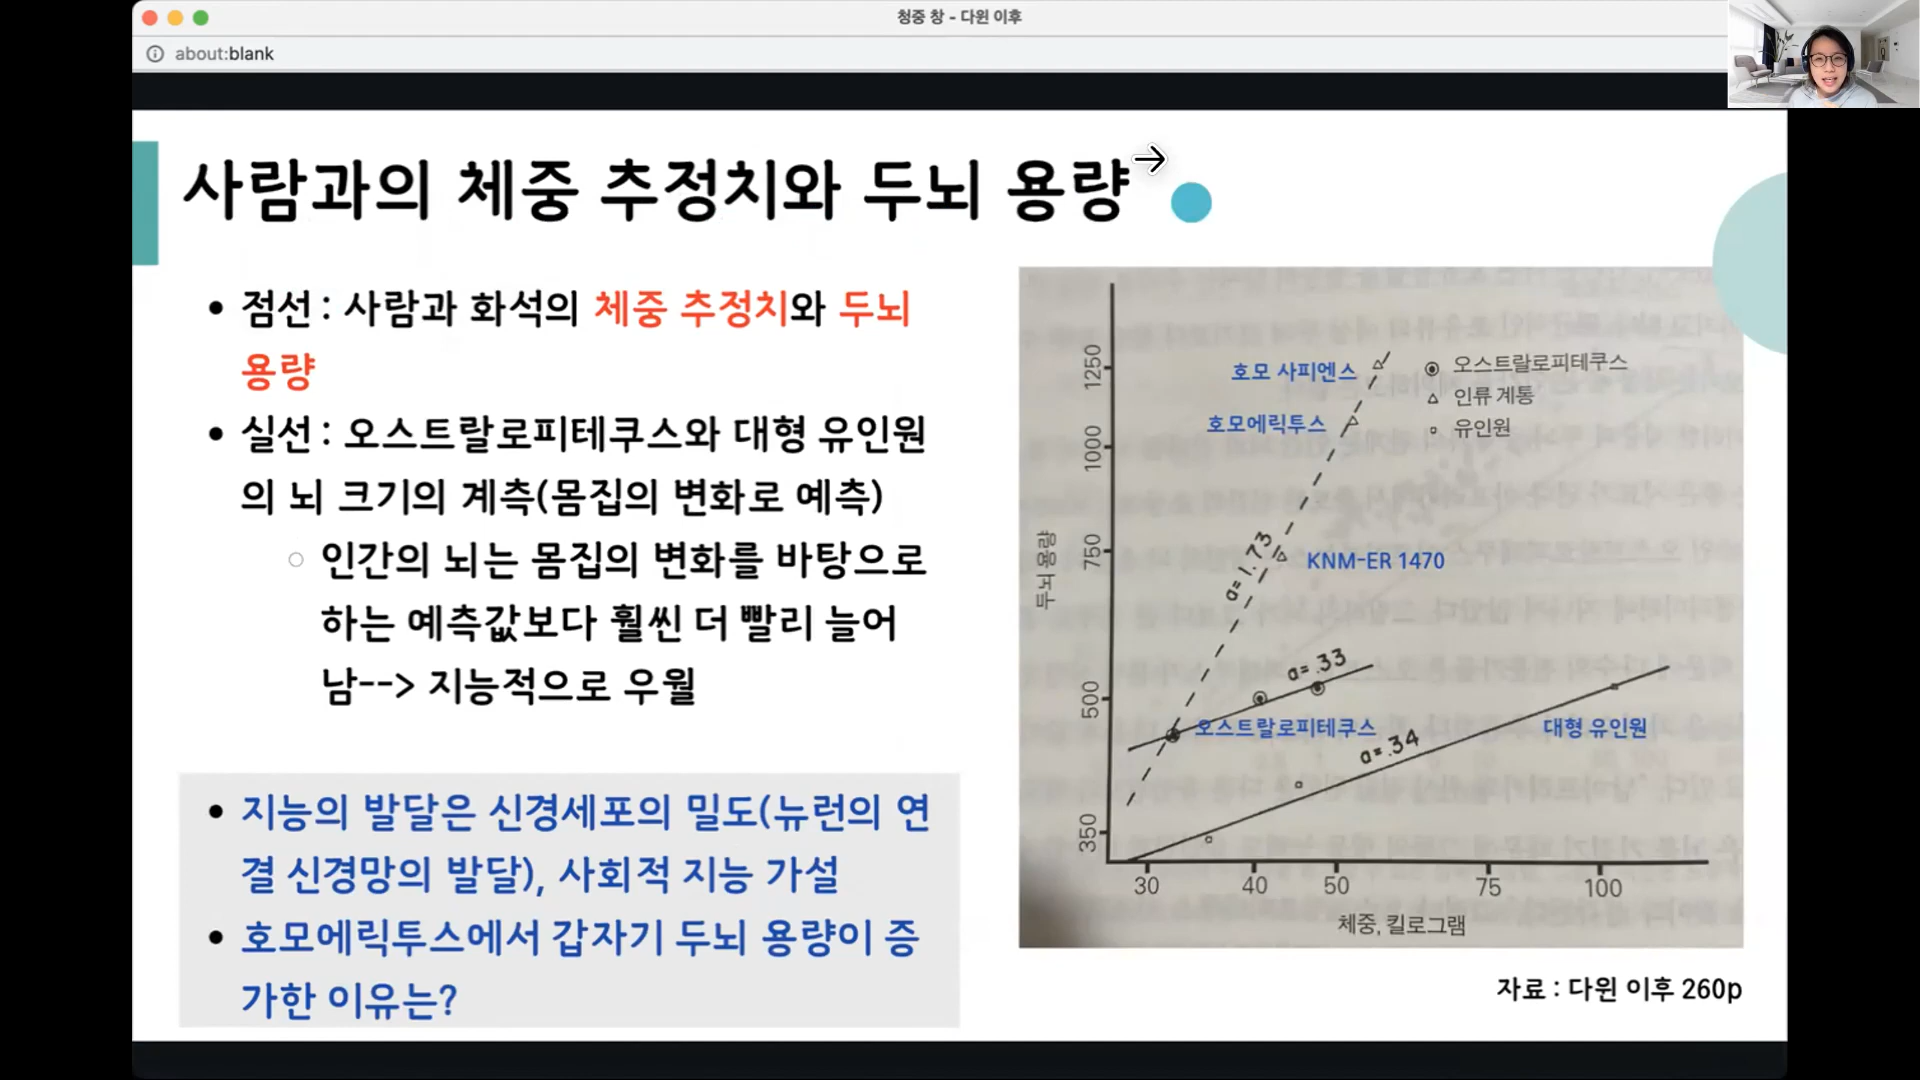 청중 창 - 다윈 이후
about:blank
사람과의 체중 추정치와 두뇌 용량
점선 : 사람과 화석의 체중 추정치와 두뇌
용량
실선 : 오스트랄로피테쿠스와 대형 유인원
의 뇌 크기의 계측(몸집의 변화로 예측)
인간의 뇌는 몸집의 변화를 바탕으로
하는 예측값보다 훨씬 더 빨리 늘어
남--> 지능적으로 우월
지능의 발달은 신경세포의 밀도(뉴런의 연
결 신경망의 발달), 사회적 지능 가설
호모에릭투스에서 갑자기 두뇌 용량이 증
가한 이유는?
호모 사피엔스
오스트랄로피테쿠스
인류 계통
유인원
호모에릭투스
KNM-ER 1470
a=1.73
a=.33
오스트랄로피테쿠스
a=.34
대형 유인원
두뇌 용량
1250
1000
750
500
350
30 40 50 75 100
체중, 킬로그램
자료 : 다윈 이후 260p